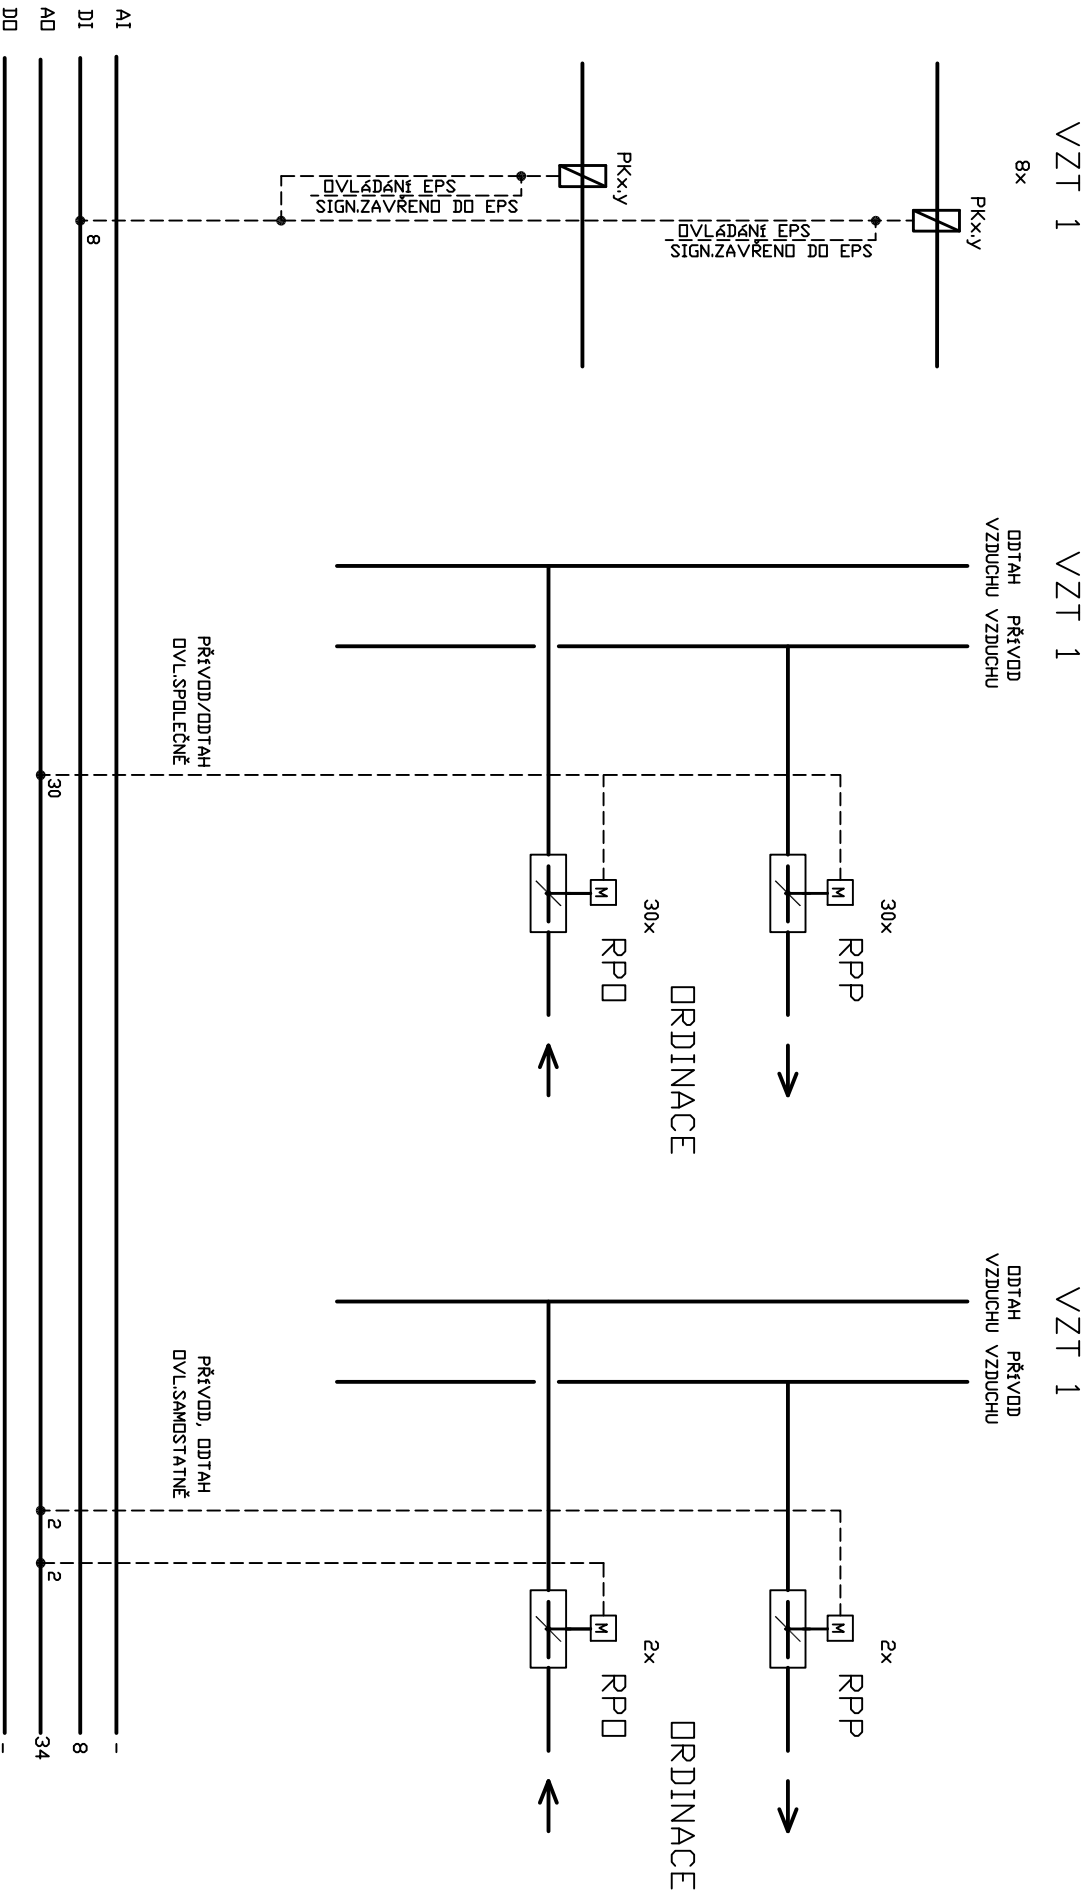 VZT 1
8x
PKx,y
OVLÁDÁNÍ EPS
SIGN.ZAVŘENO DO EPS
PKx,y
OVLÁDÁNÍ EPS
SIGN.ZAVŘENO DO EPS
8
VZT 1
ODTAH
VZDUCHU
PŘÍVOD
VZDUCHU
30x
RPP
M
ORDINACE
30x
RPO
M
PŘÍVOD/ODTAH
OVL.SPOLEČNĚ
30
VZT 1
ODTAH
VZDUCHU
PŘÍVOD
VZDUCHU
2x
RPP
M
ORDINACE
2x
RPO
M
PŘÍVOD, ODTAH
OVL.SAMOSTATNĚ
2
2
AI -
DI 8
AO 34
DO -